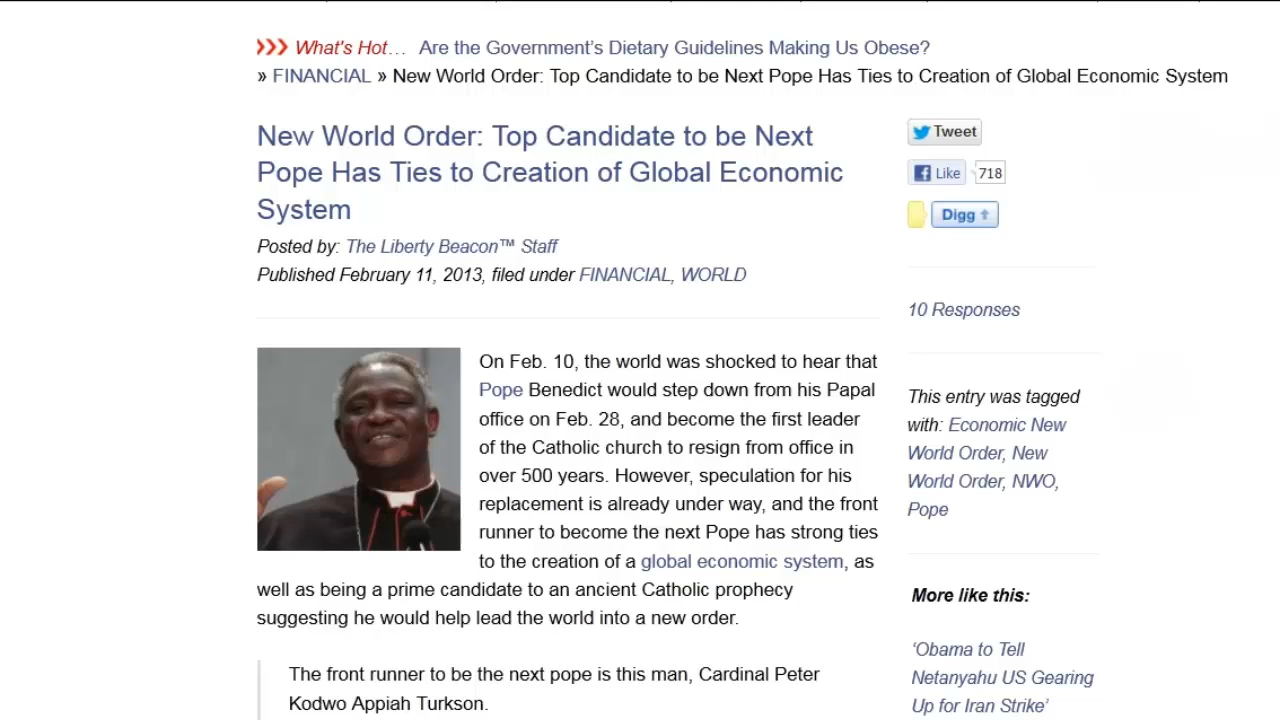 What's Hot… Are the Government's Dietary Guidelines Making Us Obese?
» FINANCIAL » New World Order: Top Candidate to be Next Pope Has Ties to Creation of Global Economic System
New World Order: Top Candidate to be Next
Pope Has Ties to Creation of Global Economic
System
Posted by: The Liberty Beacon™ Staff
Published February 11, 2013, filed under FINANCIAL, WORLD
On Feb. 10, the world was shocked to hear that
Pope Benedict would step down from his Papal
office on Feb. 28, and become the first leader
of the Catholic church to resign from office in
over 500 years. However, speculation for his
replacement is already under way, and the front
runner to become the next Pope has strong ties
to the creation of a global economic system, as
well as being a prime candidate to an ancient Catholic prophecy
suggesting he would help lead the world into a new order.
The front runner to be the next pope is this man, Cardinal Peter
Kodwo Appiah Turkson.
Tweet
Like 718
Digg
10 Responses
This entry was tagged
with: Economic New
World Order, New
World Order, NWO,
Pope
More like this:
‘Obama to Tell
Netanyahu US Gearing
Up for Iran Strike’